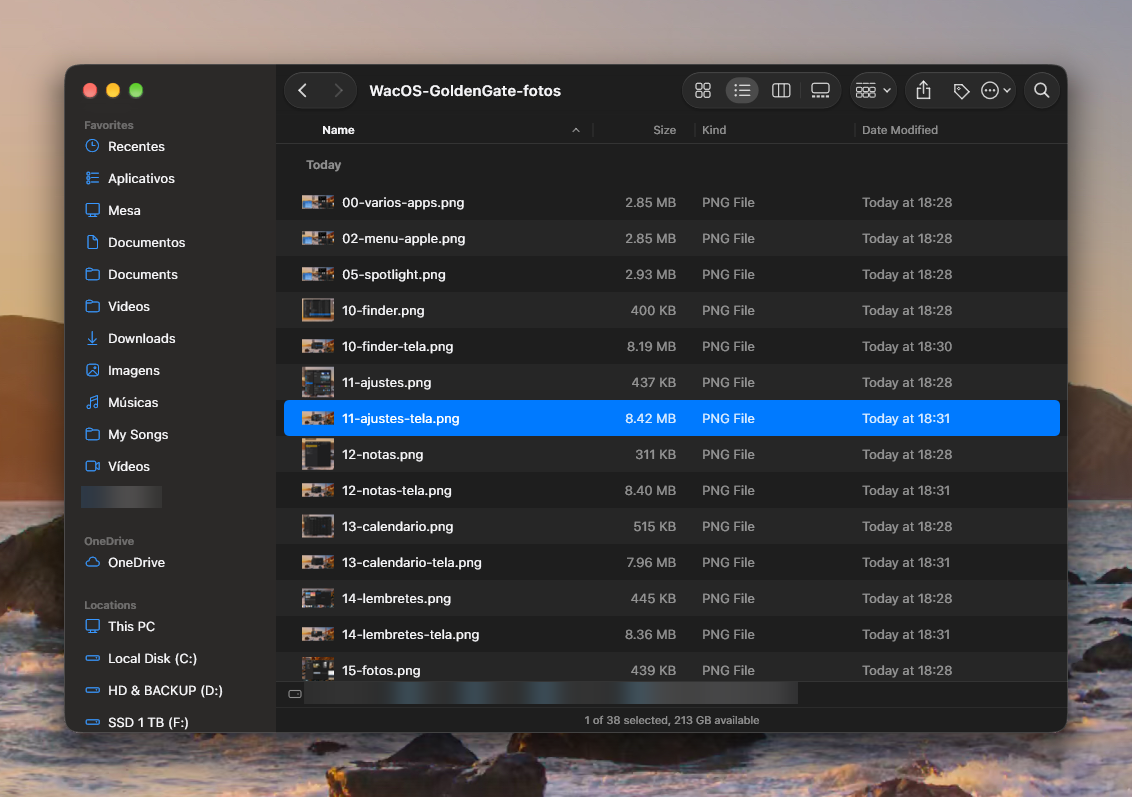 WacOS-GoldenGate-fotos
Favorites
Recentes
Aplicativos
Mesa
Documentos
Documents
Videos
Downloads
Imagens
Músicas
My Songs
Vídeos
OneDrive
OneDrive
Locations
This PC
Local Disk (C:)
HD & BACKUP (D:)
SSD 1 TB (F:)
Name Size Kind Date Modified
Today
00-varios-apps.png 2.85 MB PNG File Today at 18:28
02-menu-apple.png 2.85 MB PNG File Today at 18:28
05-spotlight.png 2.93 MB PNG File Today at 18:28
10-finder.png 400 KB PNG File Today at 18:28
10-finder-tela.png 8.19 MB PNG File Today at 18:30
11-ajustes.png 437 KB PNG File Today at 18:28
11-ajustes-tela.png 8.42 MB PNG File Today at 18:31
12-notas.png 311 KB PNG File Today at 18:28
12-notas-tela.png 8.40 MB PNG File Today at 18:31
13-calendario.png 515 KB PNG File Today at 18:28
13-calendario-tela.png 7.96 MB PNG File Today at 18:31
14-lembretes.png 445 KB PNG File Today at 18:28
14-lembretes-tela.png 8.36 MB PNG File Today at 18:31
15-fotos.png 439 KB PNG File Today at 18:28
1 of 38 selected, 213 GB available